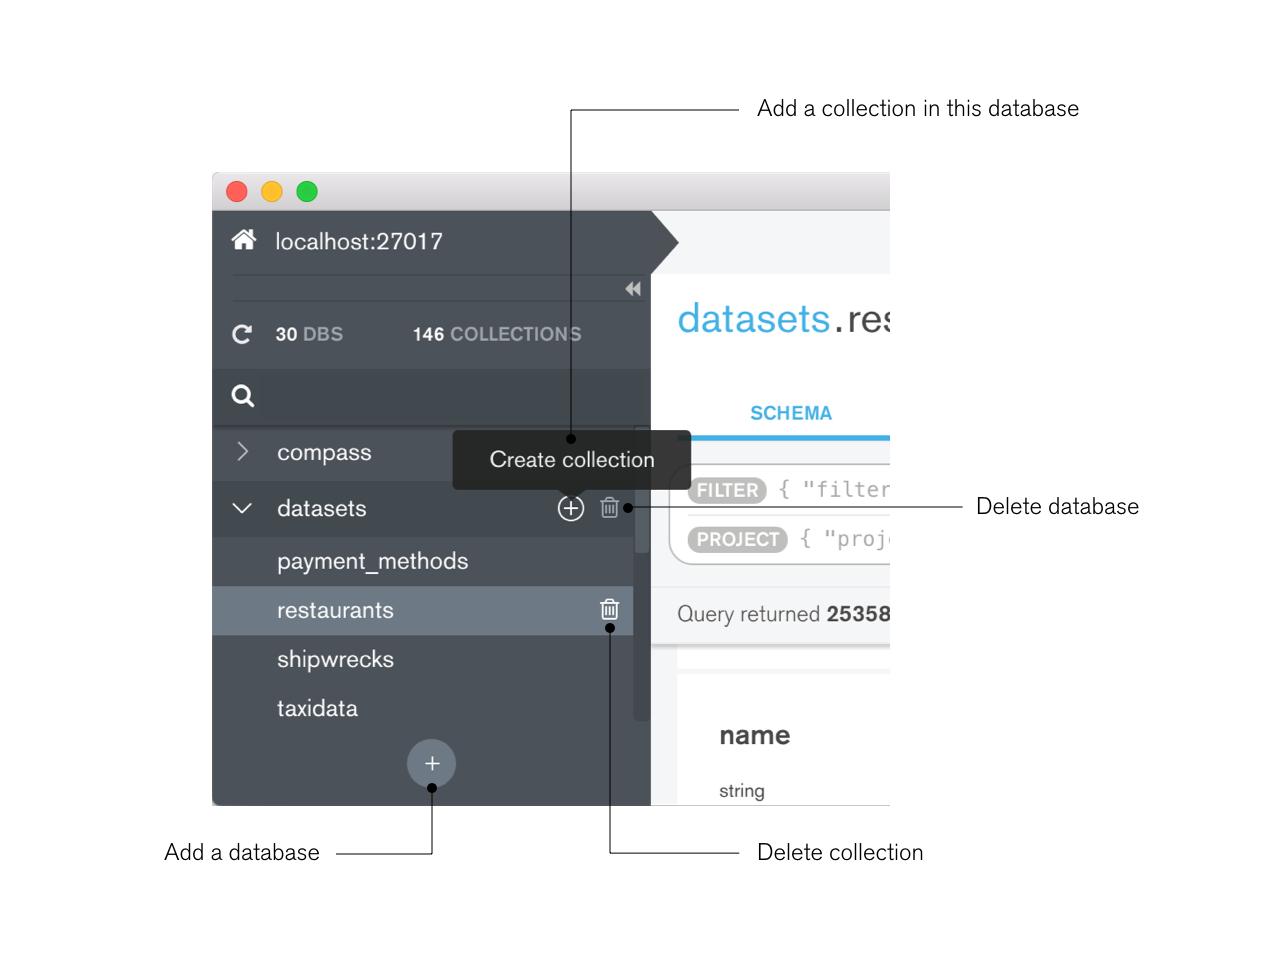 Add a collection in this database
localhost:27017
30 DBS 146 COLLECTIONS
datasets.res
SCHEMA
compass
Create collection
FILTER { "filter
datasets
Delete database
PROJECT { "proj
payment_methods
restaurants
Query returned 25358
shipwrecks
taxidata
name
string
Add a database
Delete collection